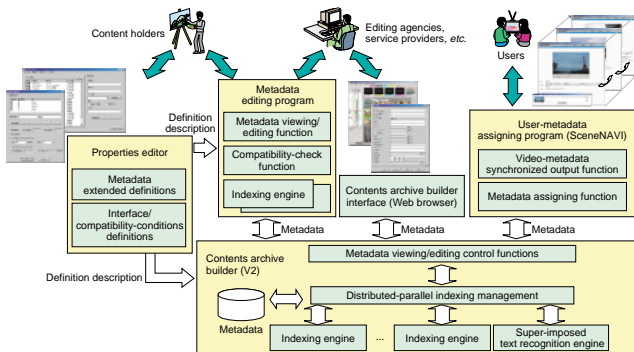 Content holders
Editing agencies,
service providers, etc.
Users
Metadata
editing program
Definition
description
Metadata viewing/
editing function
Compatibility-check
function
Indexing engine
Properties editor
Metadata
extended definitions
Interface/
compatibility-conditions
definitions
Contents archive builder
interface (Web browser)
User-metadata
assigning program (SceneNAVI)
Video-metadata
synchronized output function
Metadata assigning function
Metadata
Metadata
Metadata
Definition description
Contents archive
builder (V2)
Metadata viewing/editing control functions
Distributed-parallel indexing management
Metadata
Indexing engine
...
Indexing engine
Super-imposed
text recognition engine